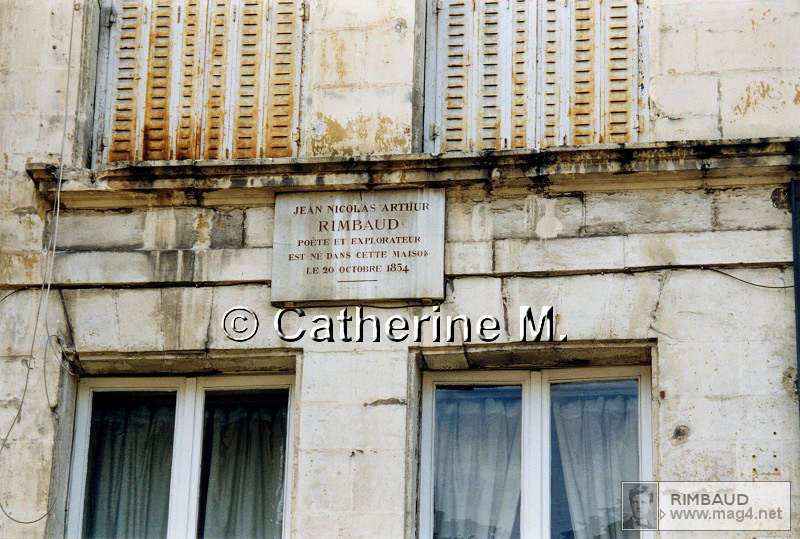 JEAN NICOLAS ARTHUR
RIMBAUD
POÈTE ET EXPLORATEUR
EST NÉ DANS CETTE MAISON
LE 20 OCTOBRE 1854
© Catherine M.
RIMBAUD
www.mag4.net